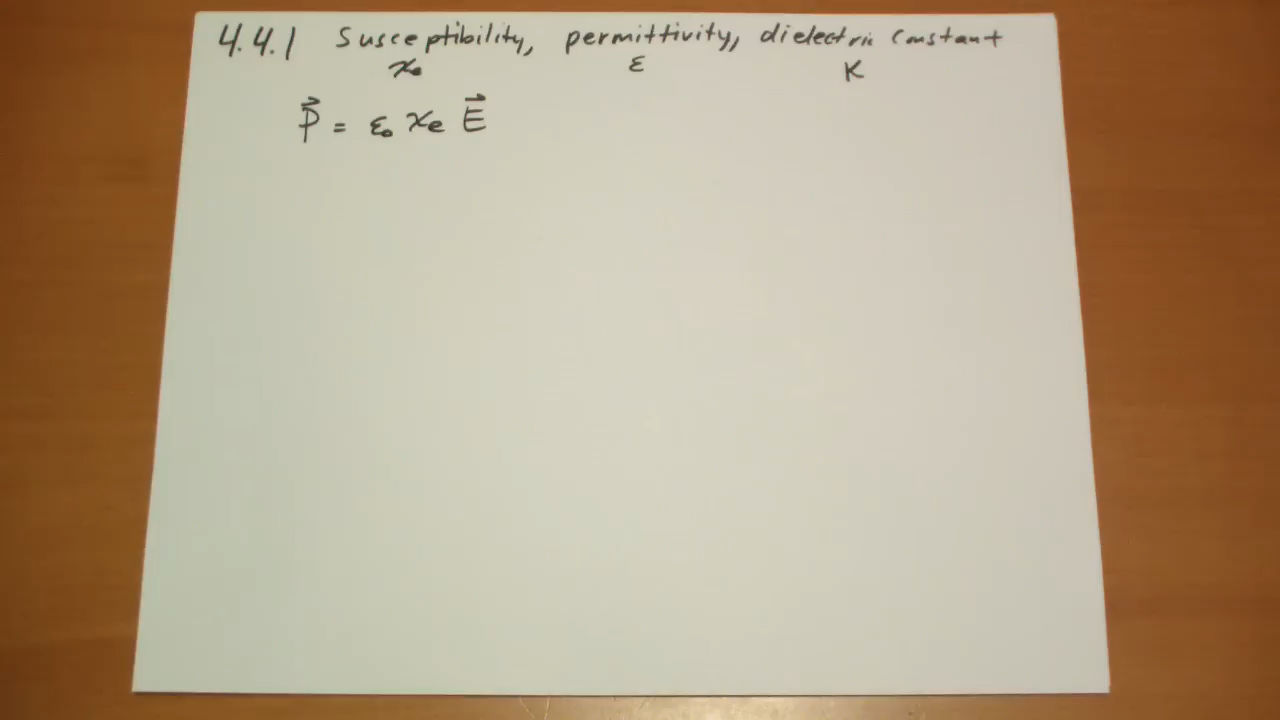 4.4.1 Susceptibility, permittivity, dielectric constant
χe ε K
P⃗ = ε₀ χe E⃗